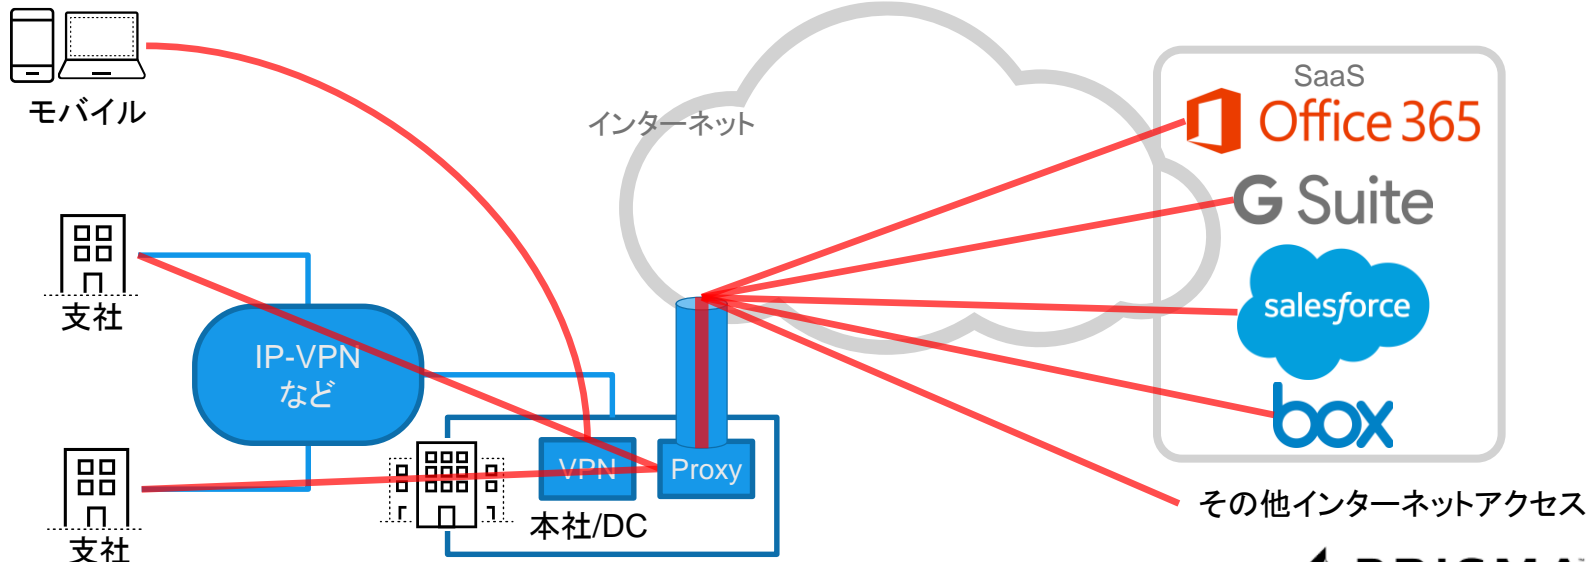 モバイル
インターネット
SaaS
Office 365
G Suite
salesforce
box
支社
IP-VPN
など
支社
VPN
Proxy
本社/DC
その他インターネットアクセス
PRISMA